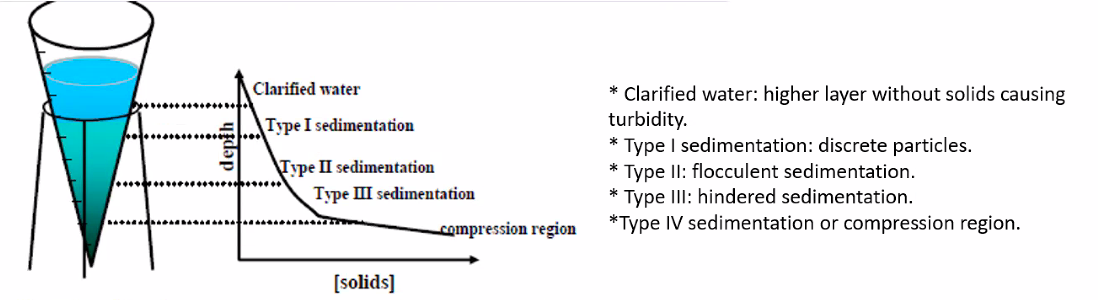 Clarified water
Type I sedimentation
depth
Type II sedimentation
Type III sedimentation
compression region
[solids]
* Clarified water: higher layer without solids causing
turbidity.
* Type I sedimentation: discrete particles.
* Type II: flocculent sedimentation.
* Type III: hindered sedimentation.
*Type IV sedimentation or compression region.